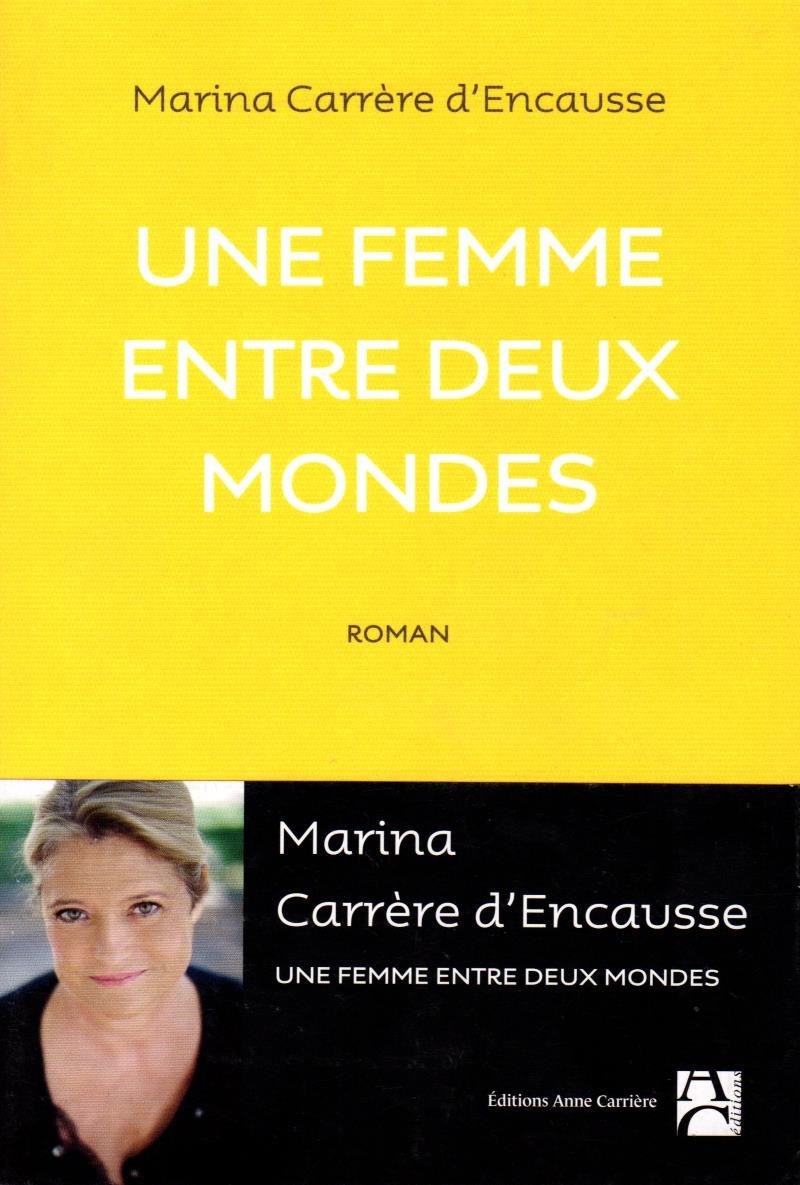 Marina Carrère d'Encausse
UNE FEMME
ENTRE DEUX
MONDES
ROMAN
Marina
Carrère d'Encausse
UNE FEMME ENTRE DEUX MONDES
Éditions Anne Carrière
AC
éditions